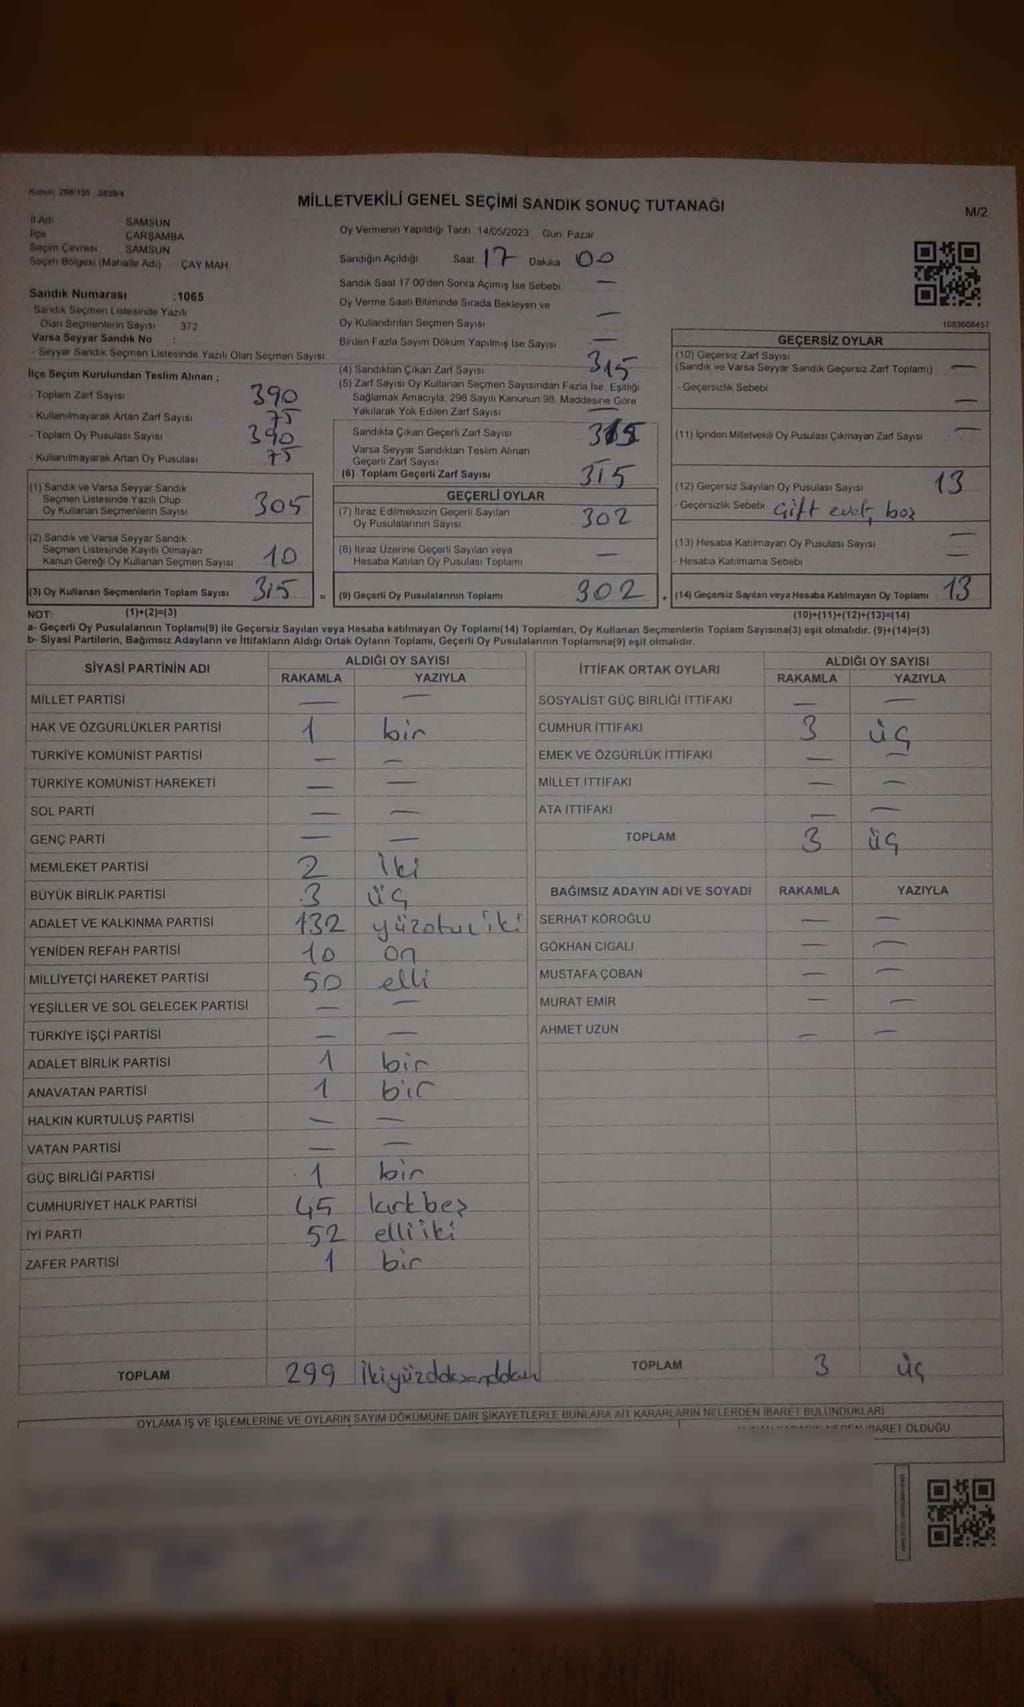 Kanun: 298/105 2839/4
MİLLETVEKİLİ GENEL SEÇİMİ SANDIK SONUÇ TUTANAĞI
M/2
İl Adı SAMSUN
İlçe ÇARŞAMBA
Seçim Çevresi SAMSUN
Seçim Bölgesi (Mahalle Adı) ÇAY MAH
Sandık Numarası :1065
- Sandık Seçmen Listesinde Yazılı
Olan Seçmenlerin Sayısı 372
Varsa Seyyar Sandık No :
- Seyyar Sandık Seçmen Listesinde Yazılı Olan Seçmen Sayısı:
İlçe Seçim Kurulundan Teslim Alınan :
- Toplam Zarf Sayısı 390
- Kullanılmayarak Artan Zarf Sayısı 75
- Toplam Oy Pusulası Sayısı 390
- Kullanılmayarak Artan Oy Pusulası 75
(1) Sandık ve Varsa Seyyar Sandık
Seçmen Listesinde Yazılı Olup
Oy Kullanan Seçmenlerin Sayısı 305
(2) Sandık ve Varsa Seyyar Sandık
Seçmen Listesinde Kayıtlı Olmayan
Kanun Gereği Oy Kullanan Seçmen Sayısı 10
(3) Oy Kullanan Seçmenlerin Toplam Sayısı 315 =
Oy Vermenin Yapıldığı Tarih :14/05/2023 Gün: Pazar
Sandığın Açıldığı Saat 17 Dakika 00
Sandık Saat 17:00'den Sonra Açılmış İse Sebebi —
Oy Verme Saati Bitiminde Sırada Bekleyen ve
Oy Kullandırılan Seçmen Sayısı —
Birden Fazla Sayım Döküm Yapılmış İse Sayısı —
(4) Sandıktan Çıkan Zarf Sayısı 315
(5) Zarf Sayısı Oy Kullanan Seçmen Sayısından Fazla İse, Eşitliği
Sağlamak Amacıyla, 298 Sayılı Kanunun 98. Maddesine Göre
Yakılarak Yok Edilen Zarf Sayısı —
Sandıkta Çıkan Geçerli Zarf Sayısı 315
Varsa Seyyar Sandıktan Teslim Alınan
Geçerli Zarf Sayısı —
(6) Toplam Geçerli Zarf Sayısı 315
GEÇERLİ OYLAR
(7) İtiraz Edilmeksizin Geçerli Sayılan
Oy Pusulalarının Sayısı 302
(8) İtiraz Üzerine Geçerli Sayılan veya
Hesaba Katılan Oy Pusulası Toplamı —
(9) Geçerli Oy Pusulalarının Toplamı 302 +
1083608457
GEÇERSİZ OYLAR
(10) Geçersiz Zarf Sayısı
(Sandık ve Varsa Seyyar Sandık Geçersiz Zarf Toplamı) —
- Geçersizlik Sebebi —
(11) İçinden Milletvekili Oy Pusulası Çıkmayan Zarf Sayısı —
(12) Geçersiz Sayılan Oy Pusulası Sayısı 13
- Geçersizlik Sebebi Çift evet, boş
(13) Hesaba Katılmayan Oy Pusulası Sayısı —
- Hesaba Katılmama Sebebi —
(14) Geçersiz Sayılan veya Hesaba Katılmayan Oy Toplamı 13
NOT: (1)+(2)=(3) (10)+(11)+(12)+(13)=(14)
a- Geçerli Oy Pusulalarının Toplamı(9) ile Geçersiz Sayılan veya Hesaba katılmayan Oy Toplamı(14) Toplamları, Oy Kullanan Seçmenlerin Toplam Sayısına(3) eşit olmalıdır. (9)+(14)=(3)
b- Siyasi Partilerin, Bağımsız Adayların ve İttifakların Aldığı Ortak Oyların Toplamı, Geçerli Oy Pusulalarının Toplamına(9) eşit olmalıdır.
SİYASİ PARTİNİN ADI ALDIĞI OY SAYISI
RAKAMLA YAZIYLA
MİLLET PARTİSİ — —
HAK VE ÖZGÜRLÜKLER PARTİSİ 1 bir
TÜRKİYE KOMÜNİST PARTİSİ — —
TÜRKİYE KOMÜNİST HAREKETİ — —
SOL PARTİ — —
GENÇ PARTİ — —
MEMLEKET PARTİSİ 2 iki
BÜYÜK BİRLİK PARTİSİ 3 üç
ADALET VE KALKINMA PARTİSİ 132 yüzotuziki
YENİDEN REFAH PARTİSİ 10 on
MİLLİYETÇİ HAREKET PARTİSİ 50 elli
YEŞİLLER VE SOL GELECEK PARTİSİ — —
TÜRKİYE İŞÇİ PARTİSİ — —
ADALET BİRLİK PARTİSİ 1 bir
ANAVATAN PARTİSİ 1 bir
HALKIN KURTULUŞ PARTİSİ — —
VATAN PARTİSİ — —
GÜÇ BİRLİĞİ PARTİSİ 1 bir
CUMHURİYET HALK PARTİSİ 45 kırkbeş
İYİ PARTİ 52 elliiki
ZAFER PARTİSİ 1 bir
TOPLAM 299 ikiyüzdoksandokuz
İTTİFAK ORTAK OYLARI ALDIĞI OY SAYISI
RAKAMLA YAZIYLA
SOSYALİST GÜÇ BİRLİĞİ İTTİFAKI — —
CUMHUR İTTİFAKI 3 üç
EMEK VE ÖZGÜRLÜK İTTİFAKI — —
MİLLET İTTİFAKI — —
ATA İTTİFAKI — —
TOPLAM 3 üç
BAĞIMSIZ ADAYIN ADI VE SOYADI RAKAMLA YAZIYLA
SERHAT KÖROĞLU — —
GÖKHAN CIGALI — —
MUSTAFA ÇOBAN — —
MURAT EMİR — —
AHMET UZUN — —
TOPLAM 3 üç
OYLAMA İŞ VE İŞLEMLERİNE VE OYLARIN SAYIM DÖKÜMÜNE DAİR ŞİKAYETLERLE BUNLARA AİT KARARLARIN NELERDEN İBARET BULUNDUKLARI
İBARET OLDUĞU